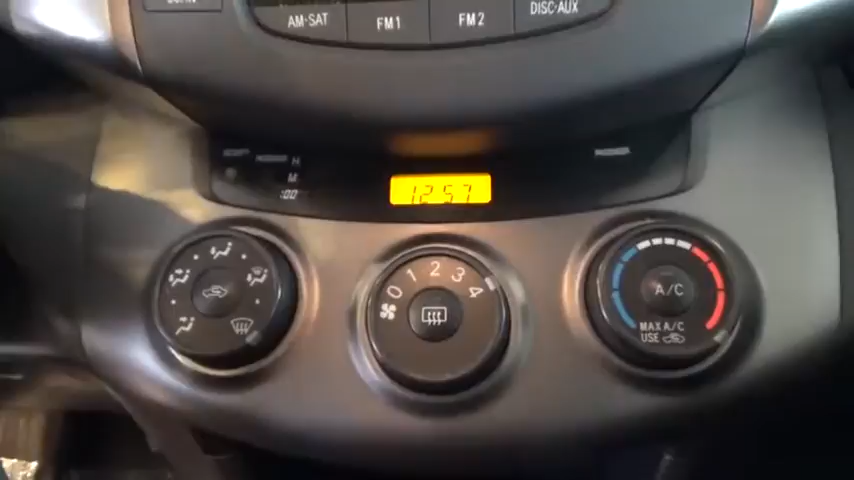 AM·SAT FM1 FM2 DISC·AUX
H
M
:00
12:57
0 1 2 3 4
A/C
MAX A/C
USE